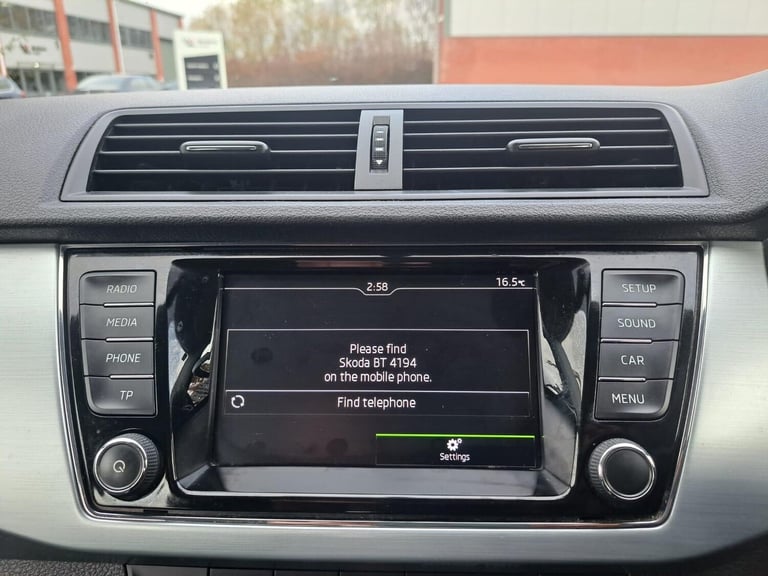 2:58
16.5°C
RADIO
MEDIA
PHONE
TP
Please find
Skoda BT 4194
on the mobile phone.
Find telephone
Settings
SETUP
SOUND
CAR
MENU